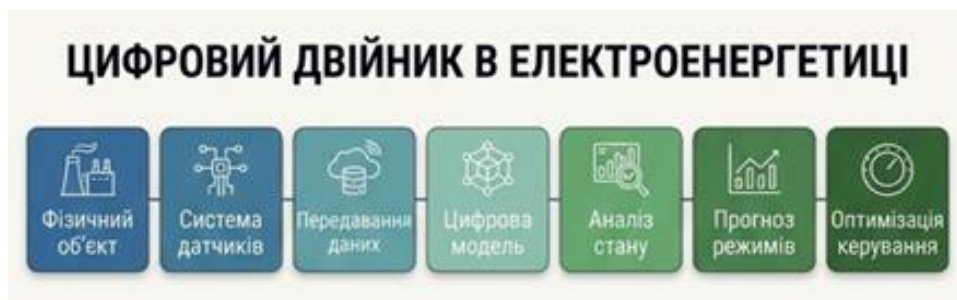 ЦИФРОВИЙ ДВІЙНИК В ЕЛЕКТРОЕНЕРГЕТИЦІ
Фізичний
об'єкт
Система
датчиків
Передавання
даних
Цифрова
модель
Аналіз
стану
Прогноз
режимів
Оптимізація
керування